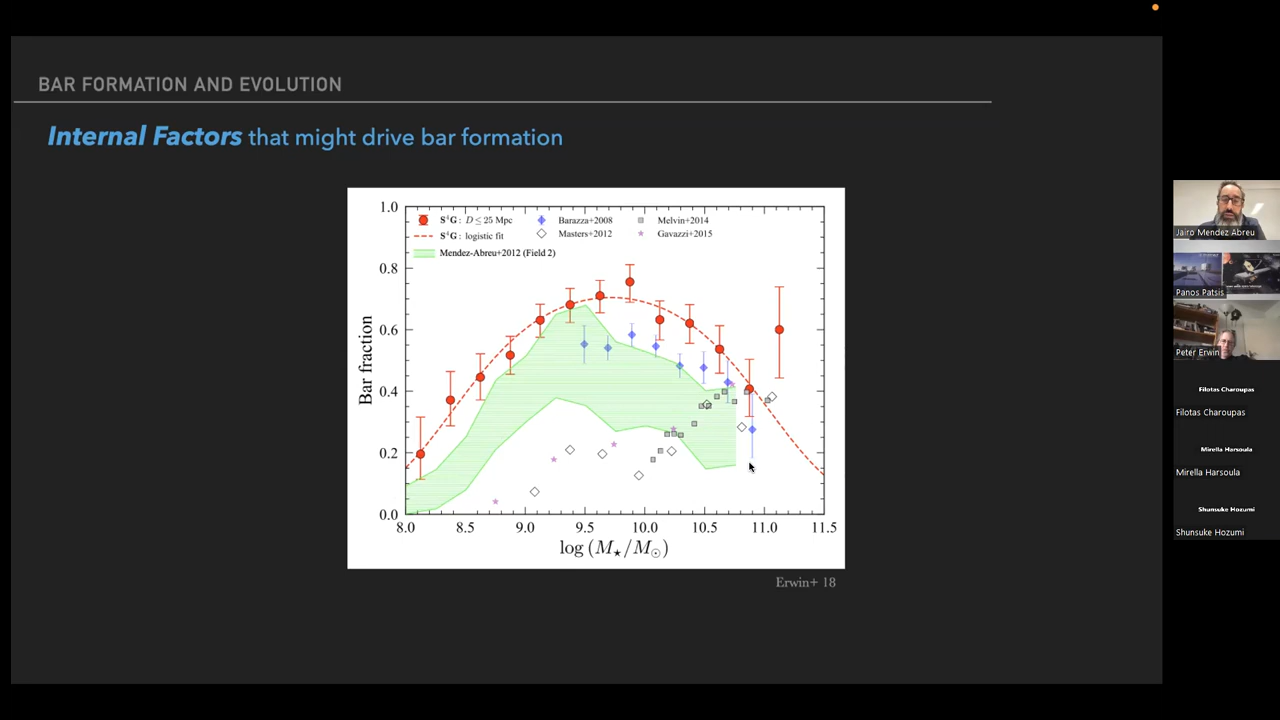 BAR FORMATION AND EVOLUTION
Internal Factors that might drive bar formation
S⁴G: D ≤ 25 Mpc
S⁴G: logistic fit
Mendez-Abreu+2012 (Field 2)
Barazza+2008
Masters+2012
Melvin+2014
Gavazzi+2015
1.0
0.8
0.6
0.4
0.2
0.0
Bar fraction
8.0 8.5 9.0 9.5 10.0 10.5 11.0 11.5
log (M⋆/M☉)
Erwin+ 18
Jairo Mendez Abreu
Panos Patsis
Peter Erwin
Filotas Charoupas
Filotas Charoupas
Mirella Harsoula
Mirella Harsoula
Shunsuke Hozumi
Shunsuke Hozumi